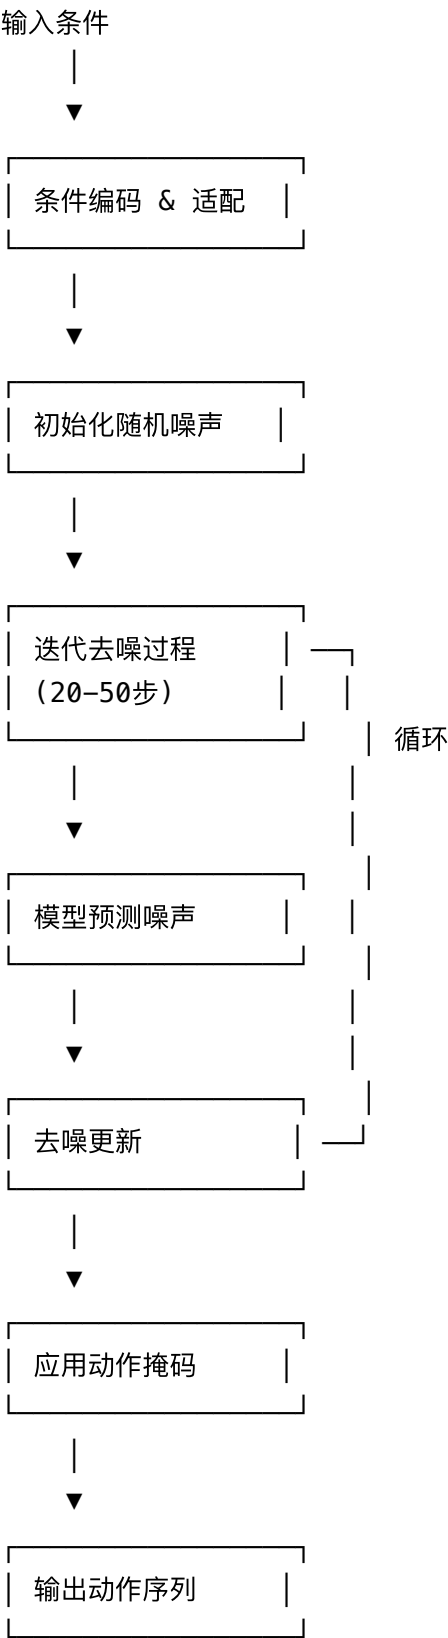 输入条件
条件编码 & 适配
初始化随机噪声
迭代去噪过程
(20-50步)
循环
模型预测噪声
去噪更新
应用动作掩码
输出动作序列